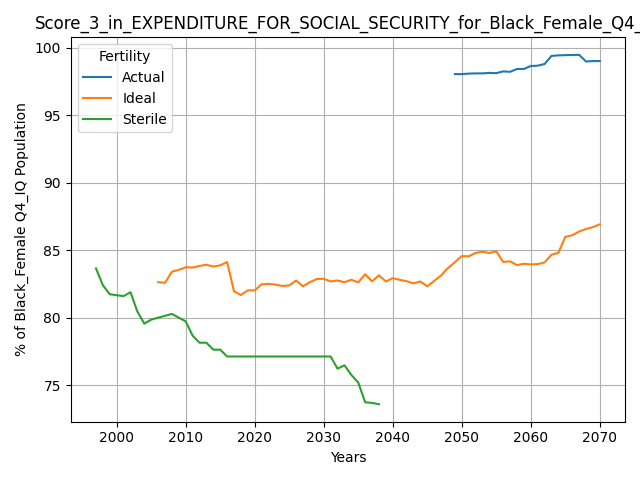 Score_3_in_EXPENDITURE_FOR_SOCIAL_SECURITY_for_Black_Female_Q4_
Fertility
Actual
Ideal
Sterile
% of Black_Female Q4_IQ Population
100
95
90
85
80
75
2000 2010 2020 2030 2040 2050 2060 2070
Years